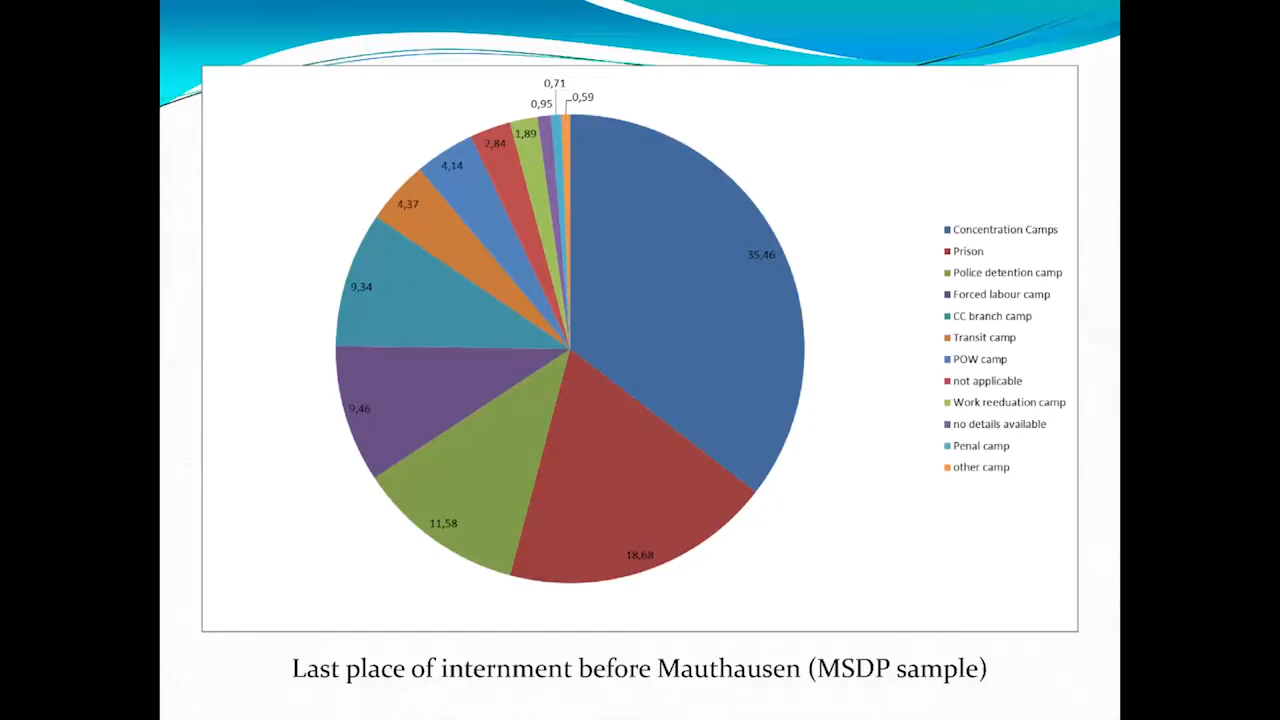 0,71
0,59
0,95
1,89
2,84
4,14
4,37
35,46
9,34
9,46
11,58
18,68
Concentration Camps
Prison
Police detention camp
Forced labour camp
CC branch camp
Transit camp
POW camp
not applicable
Work reeduation camp
no details available
Penal camp
other camp
Last place of internment before Mauthausen (MSDP sample)